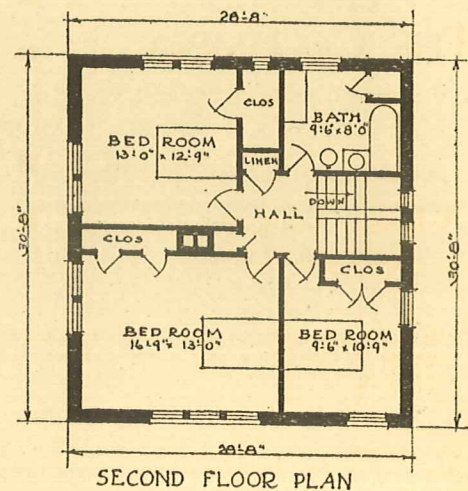 28'-8"
CLOS
BATH
9'-6" x 8'-0"
BED ROOM
13'-0" x 12'-9"
LINEN
DOWN
HALL
30'-8"
30'-8"
CLOS
CLOS
BED ROOM
16'-9" x 13'-0"
BED ROOM
9'-6" x 10'-9"
28'-8"
SECOND FLOOR PLAN